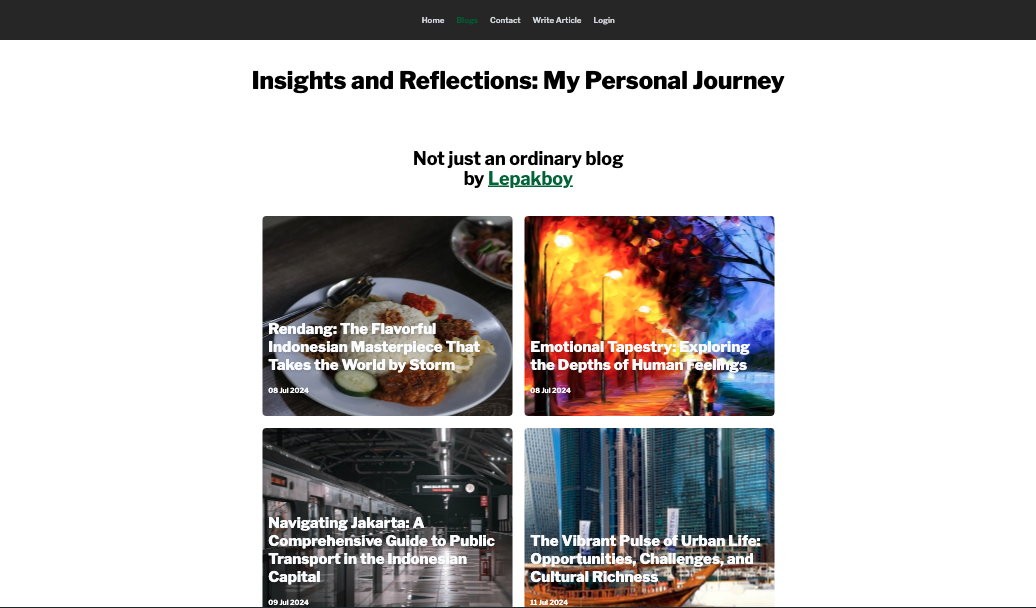 Home Blogs Contact Write Article Login
Insights and Reflections: My Personal Journey
Not just an ordinary blog
by Lepakboy
Rendang: The Flavorful
Indonesian Masterpiece That
Takes the World by Storm
08 Jul 2024
Emotional Tapestry: Exploring
the Depths of Human Feelings
08 Jul 2024
Navigating Jakarta: A
Comprehensive Guide to Public
Transport in the Indonesian
Capital
09 Jul 2024
The Vibrant Pulse of Urban Life:
Opportunities, Challenges, and
Cultural Richness
11 Jul 2024